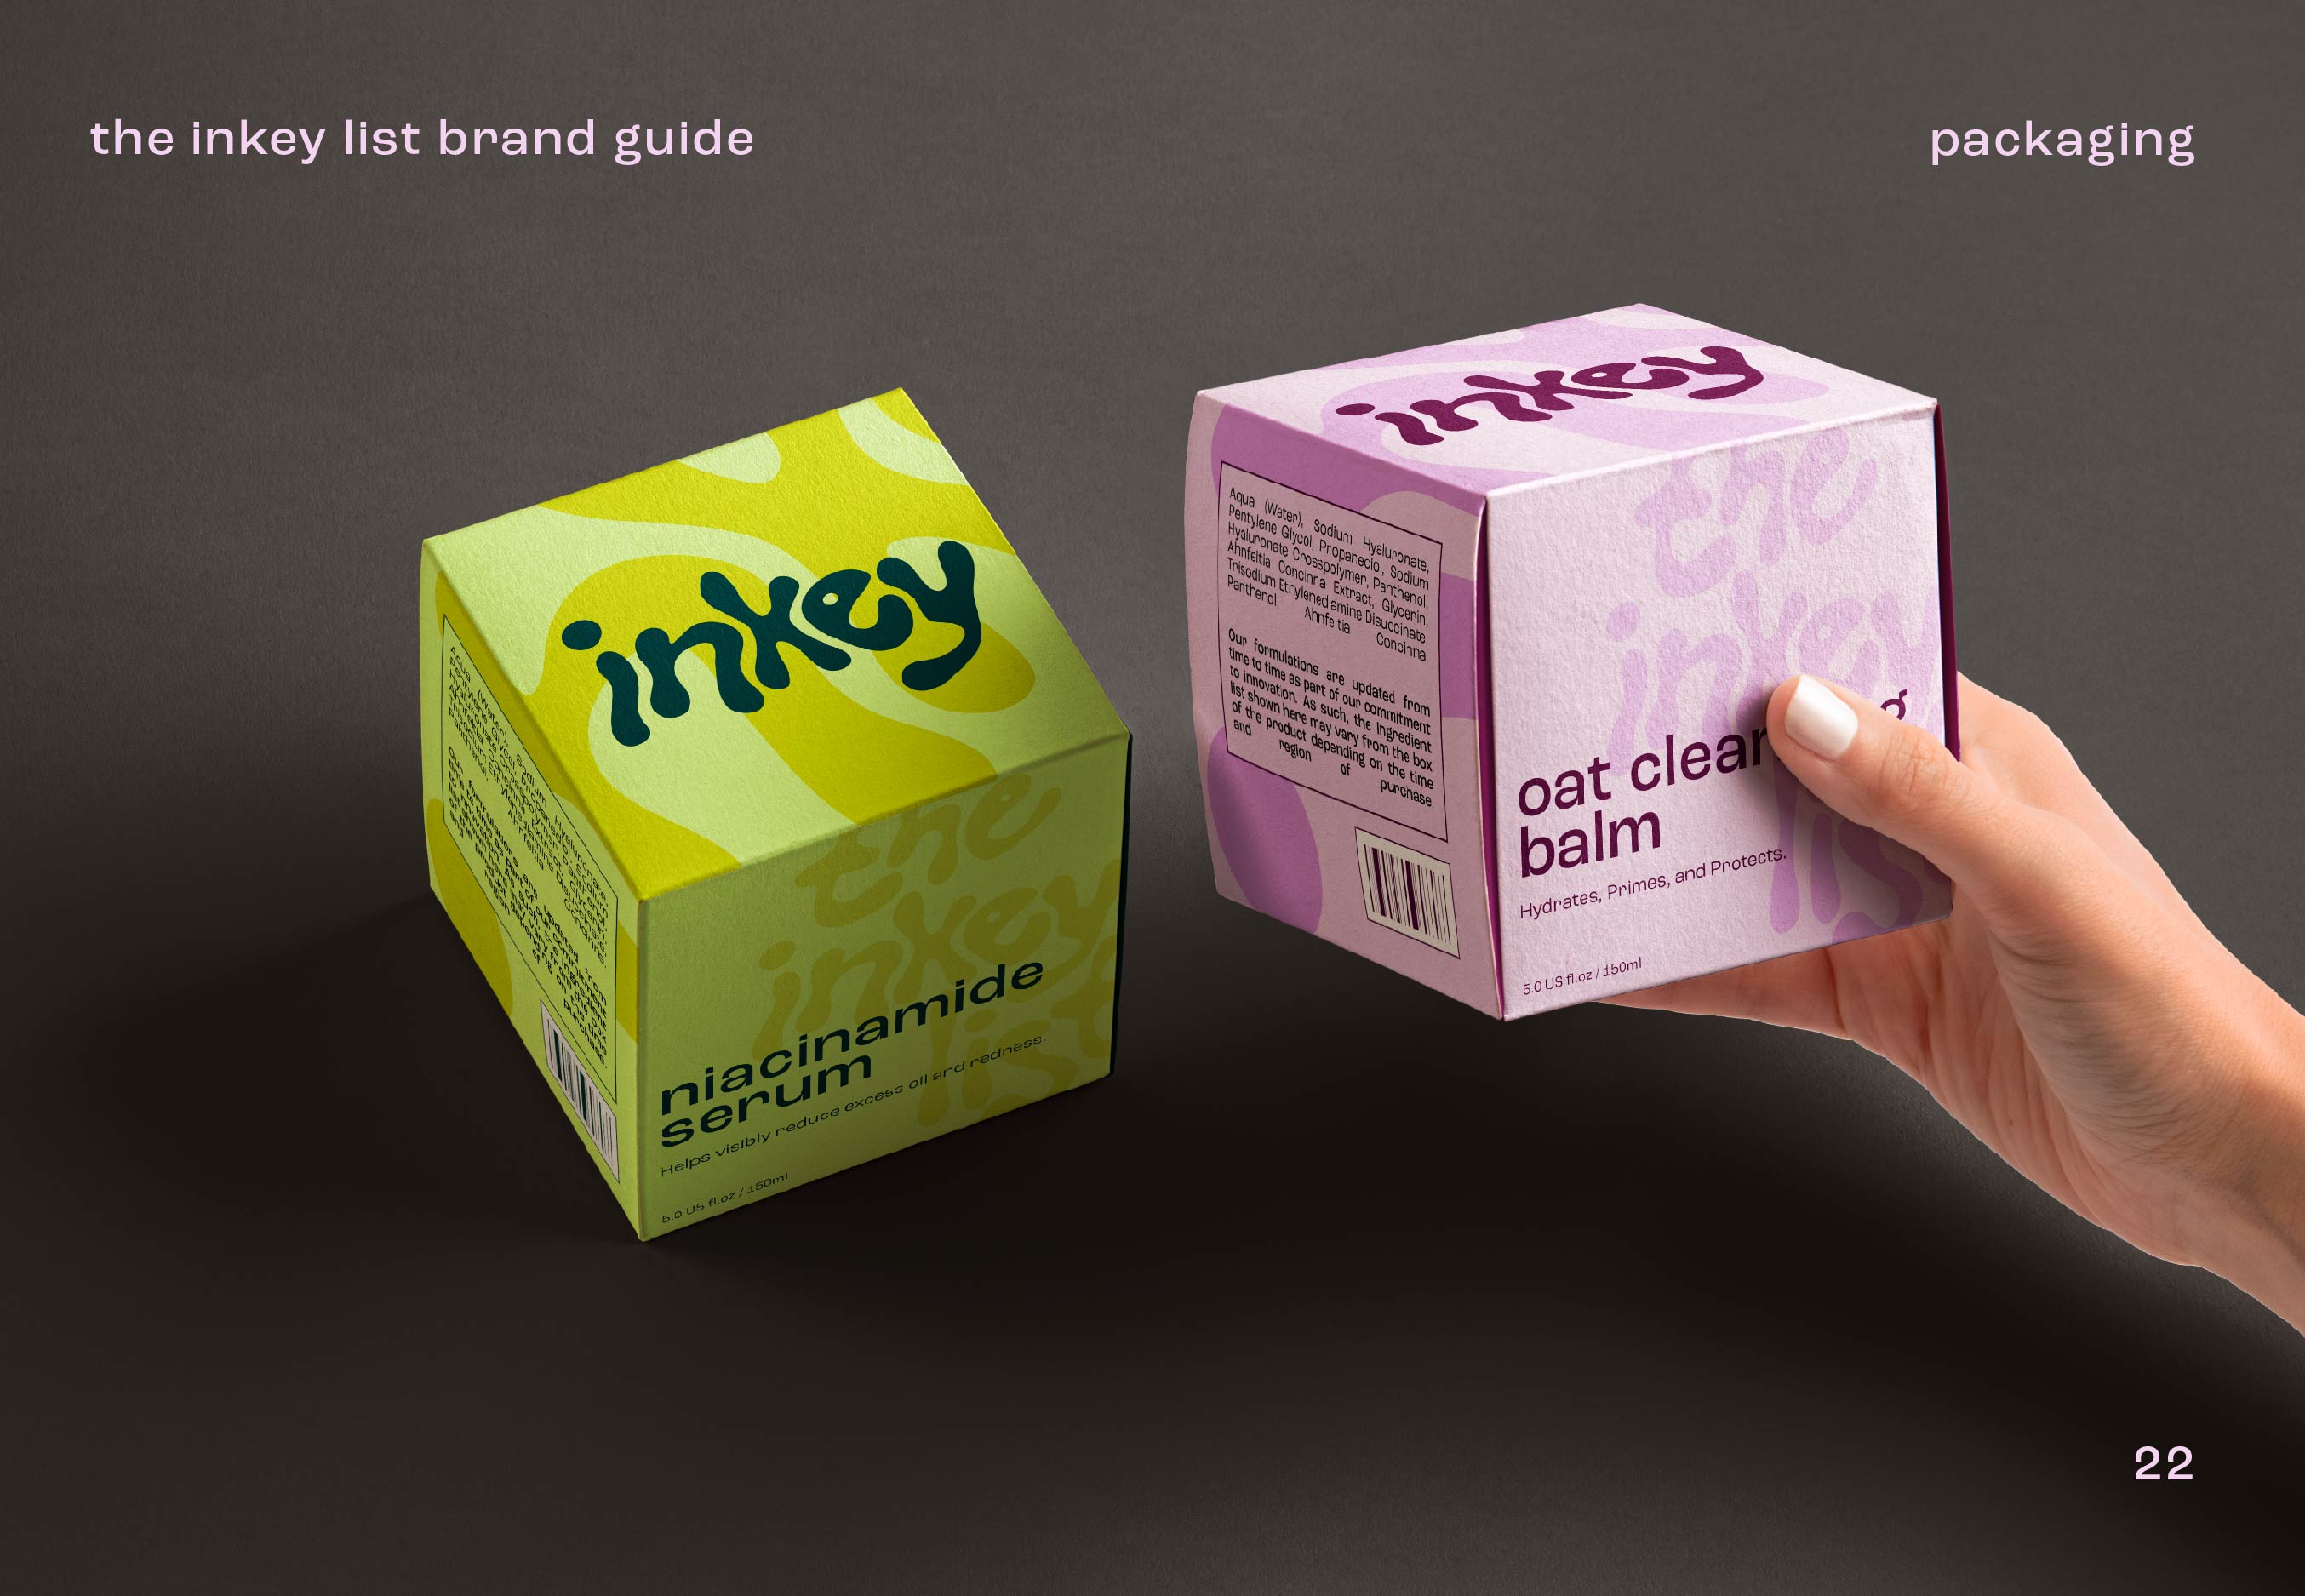 the inkey list brand guide
packaging
inkey
Aqua (Water), Sodium Hyaluronate,
the
inkey
list
niacinamide
serum
Helps visibly reduce excess oil and redness.
5.0 US fl.oz / 150ml
inkey
Aqua (Water), Sodium Hyaluronate,
Pentylene Glycol, Propanediol, Sodium
Hyaluronate Crosspolymer, Panthenol,
Ahnfeltia Concinna Extract, Glycerin,
Trisodium Ethylenediamine Disuccinate,
Panthenol, Ahnfeltia Concinna.
Our formulations are updated from
time to time as part of our commitment
to innovation. As such, the ingredient
list shown here may vary from the box
of the product depending on the time
and region of purchase.
the
inkey
list
oat clean g
balm
Hydrates, Primes, and Protects.
5.0 US fl.oz / 150ml
22